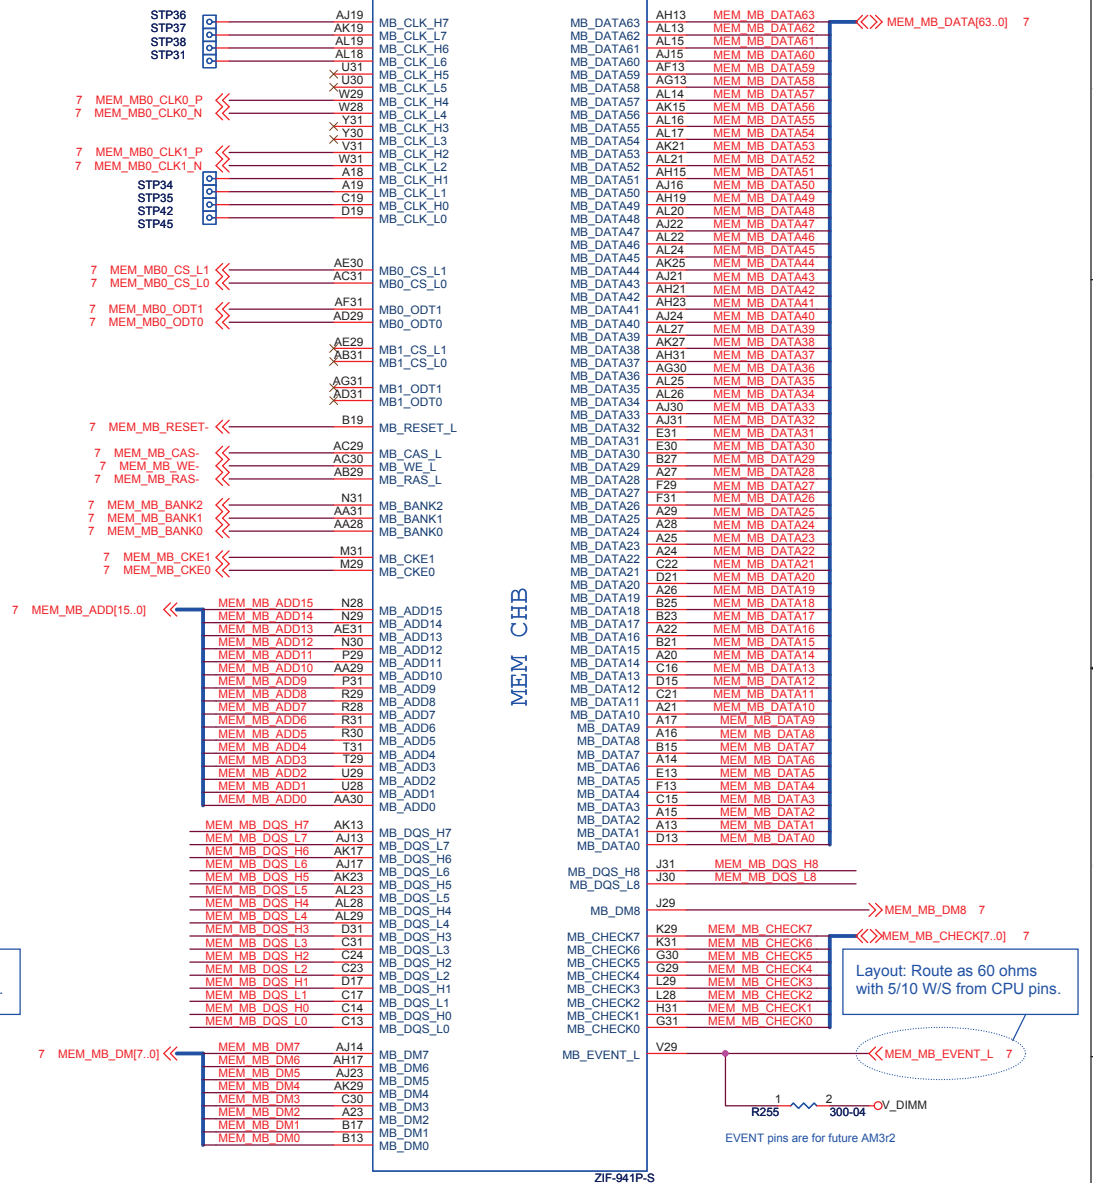 STP36 AJ19 MB_CLK_H7
STP37 AK19 MB_CLK_L7
STP38 AL19 MB_CLK_H6
STP31 AL18 MB_CLK_L6
U31 MB_CLK_H5
U30 MB_CLK_L5
7 MEM_MB0_CLK0_P W29 MB_CLK_H4
7 MEM_MB0_CLK0_N W28 MB_CLK_L4
Y31 MB_CLK_H3
Y30 MB_CLK_L3
7 MEM_MB0_CLK1_P V31 MB_CLK_H2
7 MEM_MB0_CLK1_N W31 MB_CLK_L2
STP34 A18 MB_CLK_H1
STP35 A19 MB_CLK_L1
STP42 C19 MB_CLK_H0
STP45 D19 MB_CLK_L0
7 MEM_MB0_CS_L1 AE30 MB0_CS_L1
7 MEM_MB0_CS_L0 AC31 MB0_CS_L0
7 MEM_MB0_ODT1 AF31 MB0_ODT1
7 MEM_MB0_ODT0 AD29 MB0_ODT0
AE29 MB1_CS_L1
AB31 MB1_CS_L0
AG31 MB1_ODT1
AD31 MB1_ODT0
7 MEM_MB_RESET- B19 MB_RESET_L
7 MEM_MB_CAS- AC29 MB_CAS_L
7 MEM_MB_WE- AC30 MB_WE_L
7 MEM_MB_RAS- AB29 MB_RAS_L
7 MEM_MB_BANK2 N31 MB_BANK2
7 MEM_MB_BANK1 AA31 MB_BANK1
7 MEM_MB_BANK0 AA28 MB_BANK0
7 MEM_MB_CKE1 M31 MB_CKE1
7 MEM_MB_CKE0 M29 MB_CKE0
7 MEM_MB_ADD[15..0]
MEM_MB_ADD15 N28 MB_ADD15
MEM_MB_ADD14 N29 MB_ADD14
MEM_MB_ADD13 AE31 MB_ADD13
MEM_MB_ADD12 N30 MB_ADD12
MEM_MB_ADD11 P29 MB_ADD11
MEM_MB_ADD10 AA29 MB_ADD10
MEM_MB_ADD9 P31 MB_ADD9
MEM_MB_ADD8 R29 MB_ADD8
MEM_MB_ADD7 R28 MB_ADD7
MEM_MB_ADD6 R31 MB_ADD6
MEM_MB_ADD5 R30 MB_ADD5
MEM_MB_ADD4 T31 MB_ADD4
MEM_MB_ADD3 T29 MB_ADD3
MEM_MB_ADD2 U29 MB_ADD2
MEM_MB_ADD1 U28 MB_ADD1
MEM_MB_ADD0 AA30 MB_ADD0
MEM_MB_DQS_H7 AK13 MB_DQS_H7
MEM_MB_DQS_L7 AJ13 MB_DQS_L7
MEM_MB_DQS_H6 AK17 MB_DQS_H6
MEM_MB_DQS_L6 AJ17 MB_DQS_L6
MEM_MB_DQS_H5 AK23 MB_DQS_H5
MEM_MB_DQS_L5 AL23 MB_DQS_L5
MEM_MB_DQS_H4 AL28 MB_DQS_H4
MEM_MB_DQS_L4 AL29 MB_DQS_L4
MEM_MB_DQS_H3 D31 MB_DQS_H3
MEM_MB_DQS_L3 C31 MB_DQS_L3
MEM_MB_DQS_H2 C24 MB_DQS_H2
MEM_MB_DQS_L2 C23 MB_DQS_L2
MEM_MB_DQS_H1 D17 MB_DQS_H1
MEM_MB_DQS_L1 C17 MB_DQS_L1
MEM_MB_DQS_H0 C14 MB_DQS_H0
MEM_MB_DQS_L0 C13 MB_DQS_L0
7 MEM_MB_DM[7..0]
MEM_MB_DM7 AJ14 MB_DM7
MEM_MB_DM6 AH17 MB_DM6
MEM_MB_DM5 AJ23 MB_DM5
MEM_MB_DM4 AK29 MB_DM4
MEM_MB_DM3 C30 MB_DM3
MEM_MB_DM2 A23 MB_DM2
MEM_MB_DM1 B17 MB_DM1
MEM_MB_DM0 B13 MB_DM0
MEM CHB
MB_DATA63 AH13 MEM_MB_DATA63
MEM_MB_DATA[63..0] 7
MB_DATA62 AL13 MEM_MB_DATA62
MB_DATA61 AL15 MEM_MB_DATA61
MB_DATA60 AJ15 MEM_MB_DATA60
MB_DATA59 AF13 MEM_MB_DATA59
MB_DATA58 AG13 MEM_MB_DATA58
MB_DATA57 AL14 MEM_MB_DATA57
MB_DATA56 AK15 MEM_MB_DATA56
MB_DATA55 AL16 MEM_MB_DATA55
MB_DATA54 AL17 MEM_MB_DATA54
MB_DATA53 AK21 MEM_MB_DATA53
MB_DATA52 AL21 MEM_MB_DATA52
MB_DATA51 AH15 MEM_MB_DATA51
MB_DATA50 AJ16 MEM_MB_DATA50
MB_DATA49 AH19 MEM_MB_DATA49
MB_DATA48 AL20 MEM_MB_DATA48
MB_DATA47 AJ22 MEM_MB_DATA47
MB_DATA46 AL22 MEM_MB_DATA46
MB_DATA45 AL24 MEM_MB_DATA45
MB_DATA44 AK25 MEM_MB_DATA44
MB_DATA43 AJ21 MEM_MB_DATA43
MB_DATA42 AH21 MEM_MB_DATA42
MB_DATA41 AH23 MEM_MB_DATA41
MB_DATA40 AJ24 MEM_MB_DATA40
MB_DATA39 AL27 MEM_MB_DATA39
MB_DATA38 AK27 MEM_MB_DATA38
MB_DATA37 AH31 MEM_MB_DATA37
MB_DATA36 AG30 MEM_MB_DATA36
MB_DATA35 AL25 MEM_MB_DATA35
MB_DATA34 AL26 MEM_MB_DATA34
MB_DATA33 AJ30 MEM_MB_DATA33
MB_DATA32 AJ31 MEM_MB_DATA32
MB_DATA31 E31 MEM_MB_DATA31
MB_DATA30 E30 MEM_MB_DATA30
MB_DATA29 B27 MEM_MB_DATA29
MB_DATA28 A27 MEM_MB_DATA28
MB_DATA27 F29 MEM_MB_DATA27
MB_DATA26 F31 MEM_MB_DATA26
MB_DATA25 A29 MEM_MB_DATA25
MB_DATA24 A28 MEM_MB_DATA24
MB_DATA23 A25 MEM_MB_DATA23
MB_DATA22 A24 MEM_MB_DATA22
MB_DATA21 C22 MEM_MB_DATA21
MB_DATA20 D21 MEM_MB_DATA20
MB_DATA19 A26 MEM_MB_DATA19
MB_DATA18 B25 MEM_MB_DATA18
MB_DATA17 B23 MEM_MB_DATA17
MB_DATA16 A22 MEM_MB_DATA16
MB_DATA15 B21 MEM_MB_DATA15
MB_DATA14 A20 MEM_MB_DATA14
MB_DATA13 C16 MEM_MB_DATA13
MB_DATA12 D15 MEM_MB_DATA12
MB_DATA11 C21 MEM_MB_DATA11
MB_DATA10 A21 MEM_MB_DATA10
MB_DATA9 A17 MEM_MB_DATA9
MB_DATA8 A16 MEM_MB_DATA8
MB_DATA7 B15 MEM_MB_DATA7
MB_DATA6 A14 MEM_MB_DATA6
MB_DATA5 E13 MEM_MB_DATA5
MB_DATA4 F13 MEM_MB_DATA4
MB_DATA3 C15 MEM_MB_DATA3
MB_DATA2 A15 MEM_MB_DATA2
MB_DATA1 A13 MEM_MB_DATA1
MB_DATA0 D13 MEM_MB_DATA0
MB_DQS_H8 J31 MEM_MB_DQS_H8
MB_DQS_L8 J30 MEM_MB_DQS_L8
MB_DM8 J29 MEM_MB_DM8 7
MB_CHECK7 K29 MEM_MB_CHECK7
MEM_MB_CHECK[7..0] 7
MB_CHECK6 K31 MEM_MB_CHECK6
MB_CHECK5 G30 MEM_MB_CHECK5
MB_CHECK4 G29 MEM_MB_CHECK4
MB_CHECK3 L29 MEM_MB_CHECK3
MB_CHECK2 L28 MEM_MB_CHECK2
MB_CHECK1 H31 MEM_MB_CHECK1
MB_CHECK0 G31 MEM_MB_CHECK0
Layout: Route as 60 ohms
with 5/10 W/S from CPU pins.
MB_EVENT_L V29 MEM_MB_EVENT_L 7
1 2
R255 300-04 V_DIMM
EVENT pins are for future AM3r2
ZIF-941P-S
.